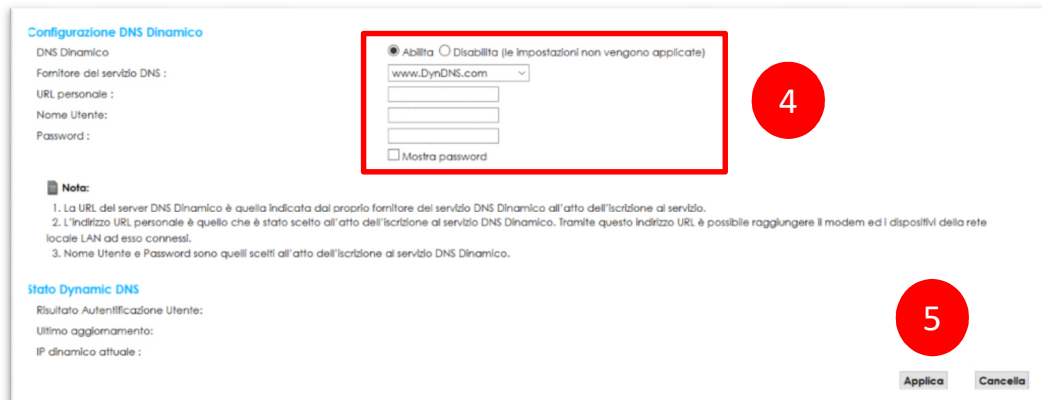 Configurazione DNS Dinamico
DNS Dinamico
Abilita Disabilita (le impostazioni non vengono applicate)
Fornitore del servizio DNS :
www.DynDNS.com
URL personale :
Nome Utente:
Password :
Mostra password
4
Nota:
1. La URL del server DNS Dinamico è quella indicata dal proprio fornitore del servizio DNS Dinamico all'atto dell'iscrizione al servizio.
2. L'indirizzo URL personale è quello che è stato scelto all'atto dell'iscrizione al servizio DNS Dinamico. Tramite questo indirizzo URL è possibile raggiungere il modem ed i dispositivi della rete
locale LAN ad esso connessi.
3. Nome Utente e Password sono quelli scelti all'atto dell'iscrizione al servizio DNS Dinamico.
Stato Dynamic DNS
Risultato Autentificazione Utente:
Ultimo aggiornamento:
IP dinamico attuale :
5
Applica Cancella